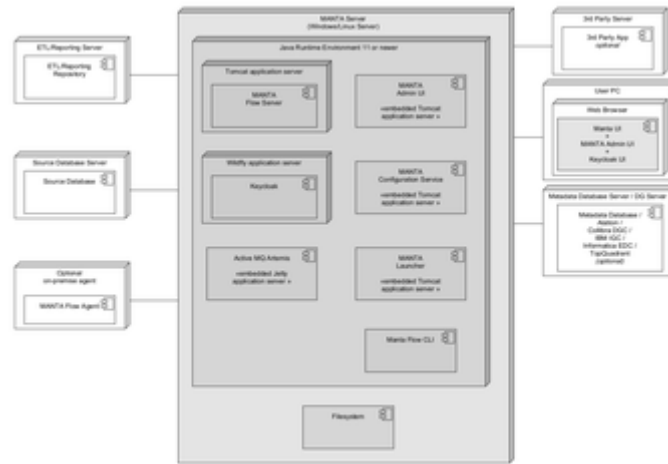 MANTA Server
(Windows/Linux Server)
Java Runtime Environment 11 or newer
ETL/Reporting Server
ETL/Reporting
Repository
Source Database Server
Source Database
Optional
on-premise agent
MANTA Flow Agent
Tomcat application server
MANTA
Flow Server
MANTA
Admin UI
«embedded Tomcat
application server »
Wildfly application server
Keycloak
MANTA
Configuration Service
«embedded Tomcat
application server »
Active MQ Artemis
«embedded Jetty
application server »
MANTA
Launcher
«embedded Tomcat
application server »
Manta Flow CLI
Filesystem
3rd Party Server
3rd Party App
(optional)
User PC
Web Browser
Manta UI
+
MANTA Admin UI
+
Keycloak UI
Metadata Database Server / DG Server
Metadata Database /
Alation /
Collibra DGC /
IBM IGC /
Informatica EDC /
TopQuadrant
(optional)